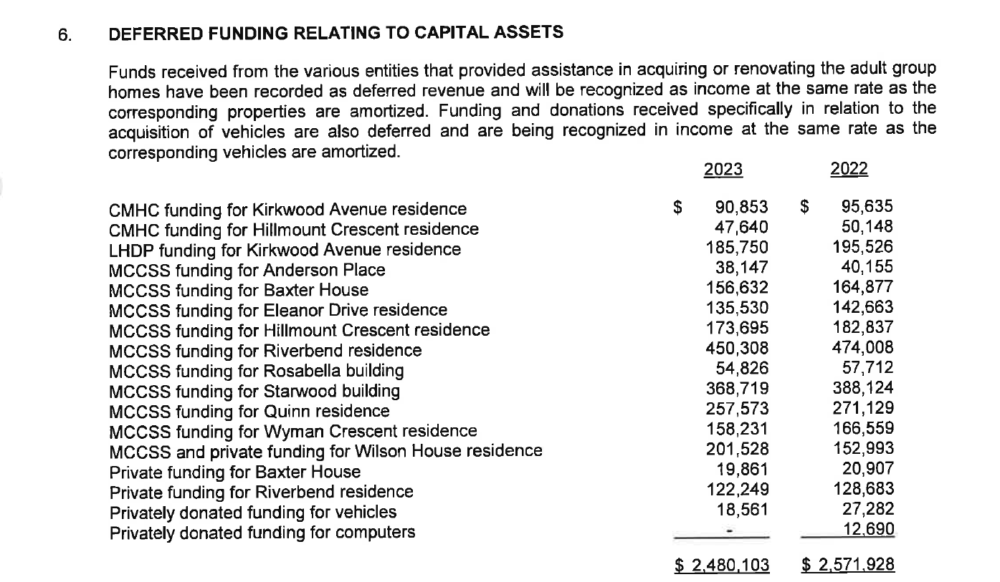 6. DEFERRED FUNDING RELATING TO CAPITAL ASSETS
Funds received from the various entities that provided assistance in acquiring or renovating the adult group
homes have been recorded as deferred revenue and will be recognized as income at the same rate as the
corresponding properties are amortized. Funding and donations received specifically in relation to the
acquisition of vehicles are also deferred and are being recognized in income at the same rate as the
corresponding vehicles are amortized.
2023 2022
CMHC funding for Kirkwood Avenue residence $ 90,853 $ 95,635
CMHC funding for Hillmount Crescent residence 47,640 50,148
LHDP funding for Kirkwood Avenue residence 185,750 195,526
MCCSS funding for Anderson Place 38,147 40,155
MCCSS funding for Baxter House 156,632 164,877
MCCSS funding for Eleanor Drive residence 135,530 142,663
MCCSS funding for Hillmount Crescent residence 173,695 182,837
MCCSS funding for Riverbend residence 450,308 474,008
MCCSS funding for Rosabella building 54,826 57,712
MCCSS funding for Starwood building 368,719 388,124
MCCSS funding for Quinn residence 257,573 271,129
MCCSS funding for Wyman Crescent residence 158,231 166,559
MCCSS and private funding for Wilson House residence 201,528 152,993
Private funding for Baxter House 19,861 20,907
Private funding for Riverbend residence 122,249 128,683
Privately donated funding for vehicles 18,561 27,282
Privately donated funding for computers - 12,690
$ 2,480,103 $ 2,571,928